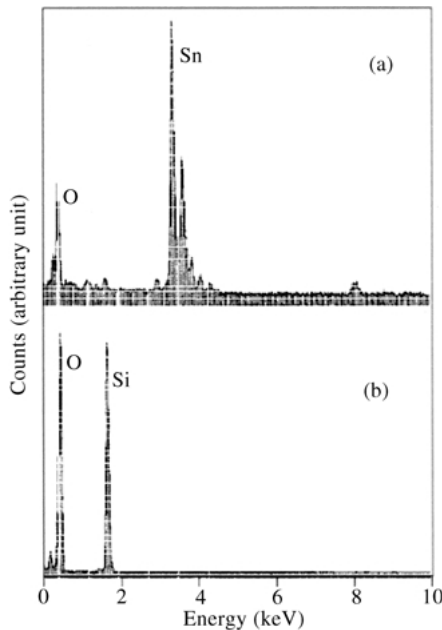 Sn
(a)
O
Counts (arbitrary unit)
O
Si
(b)
0 2 4 6 8 10
Energy (keV)